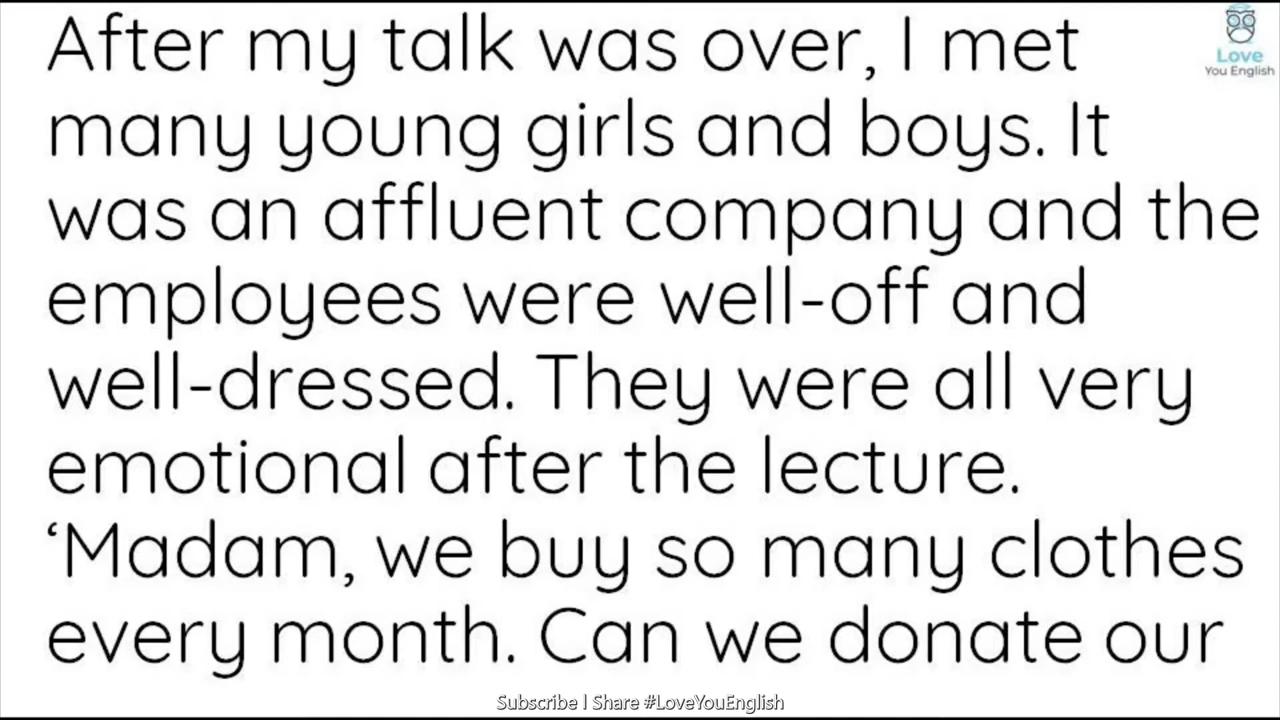 After my talk was over, I met
many young girls and boys. It
was an affluent company and the
employees were well-off and
well-dressed. They were all very
emotional after the lecture.
‘Madam, we buy so many clothes
every month. Can we donate our
Love
You English
Subscribe | Share #LoveYouEnglish